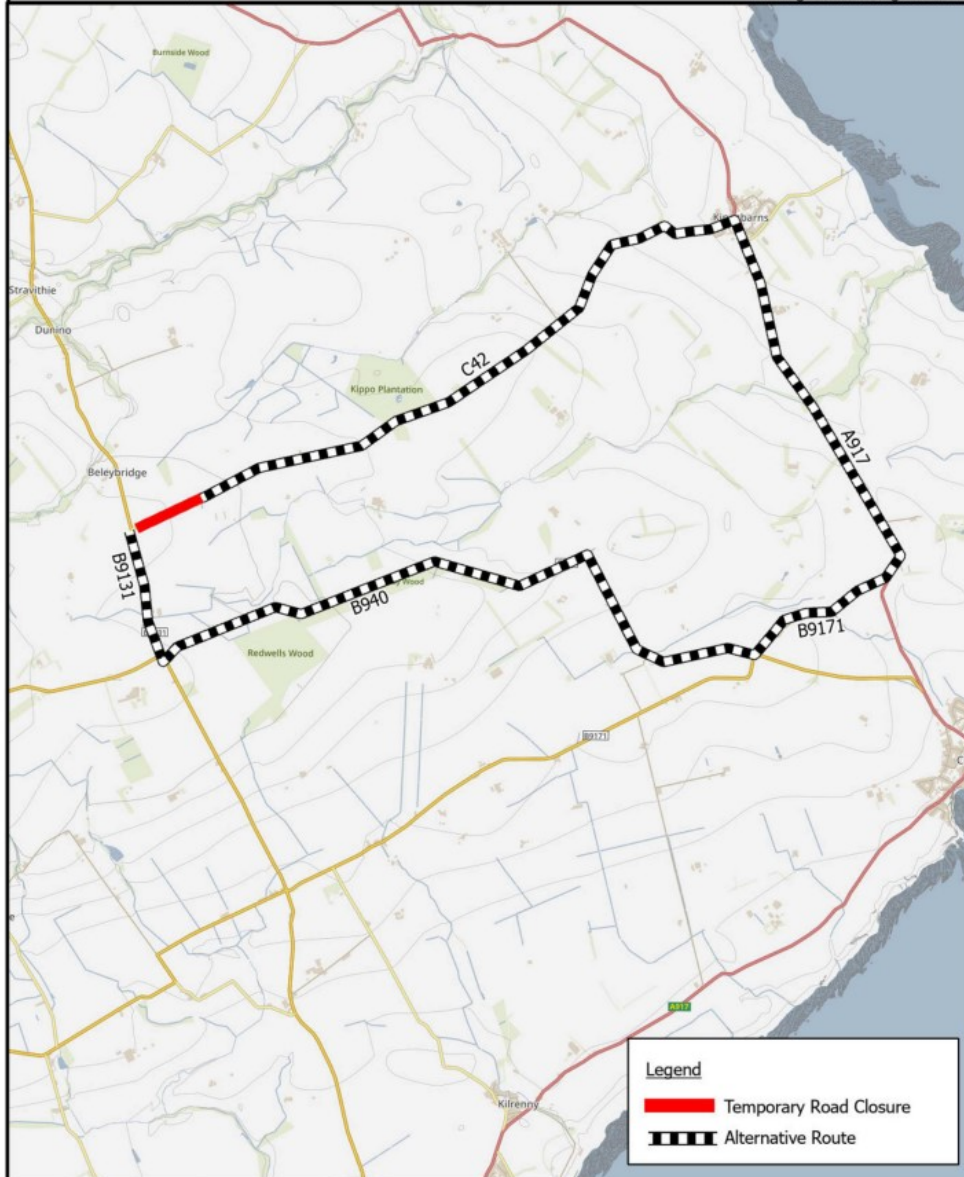 Burnside Wood
Stravithie
Dunino
Kippo Plantation
C42
A917
Beleybridge
B9131
B940
Wood
B9171
Redwells Wood
B9171
A917
Kilrenny
Legend
Temporary Road Closure
Alternative Route